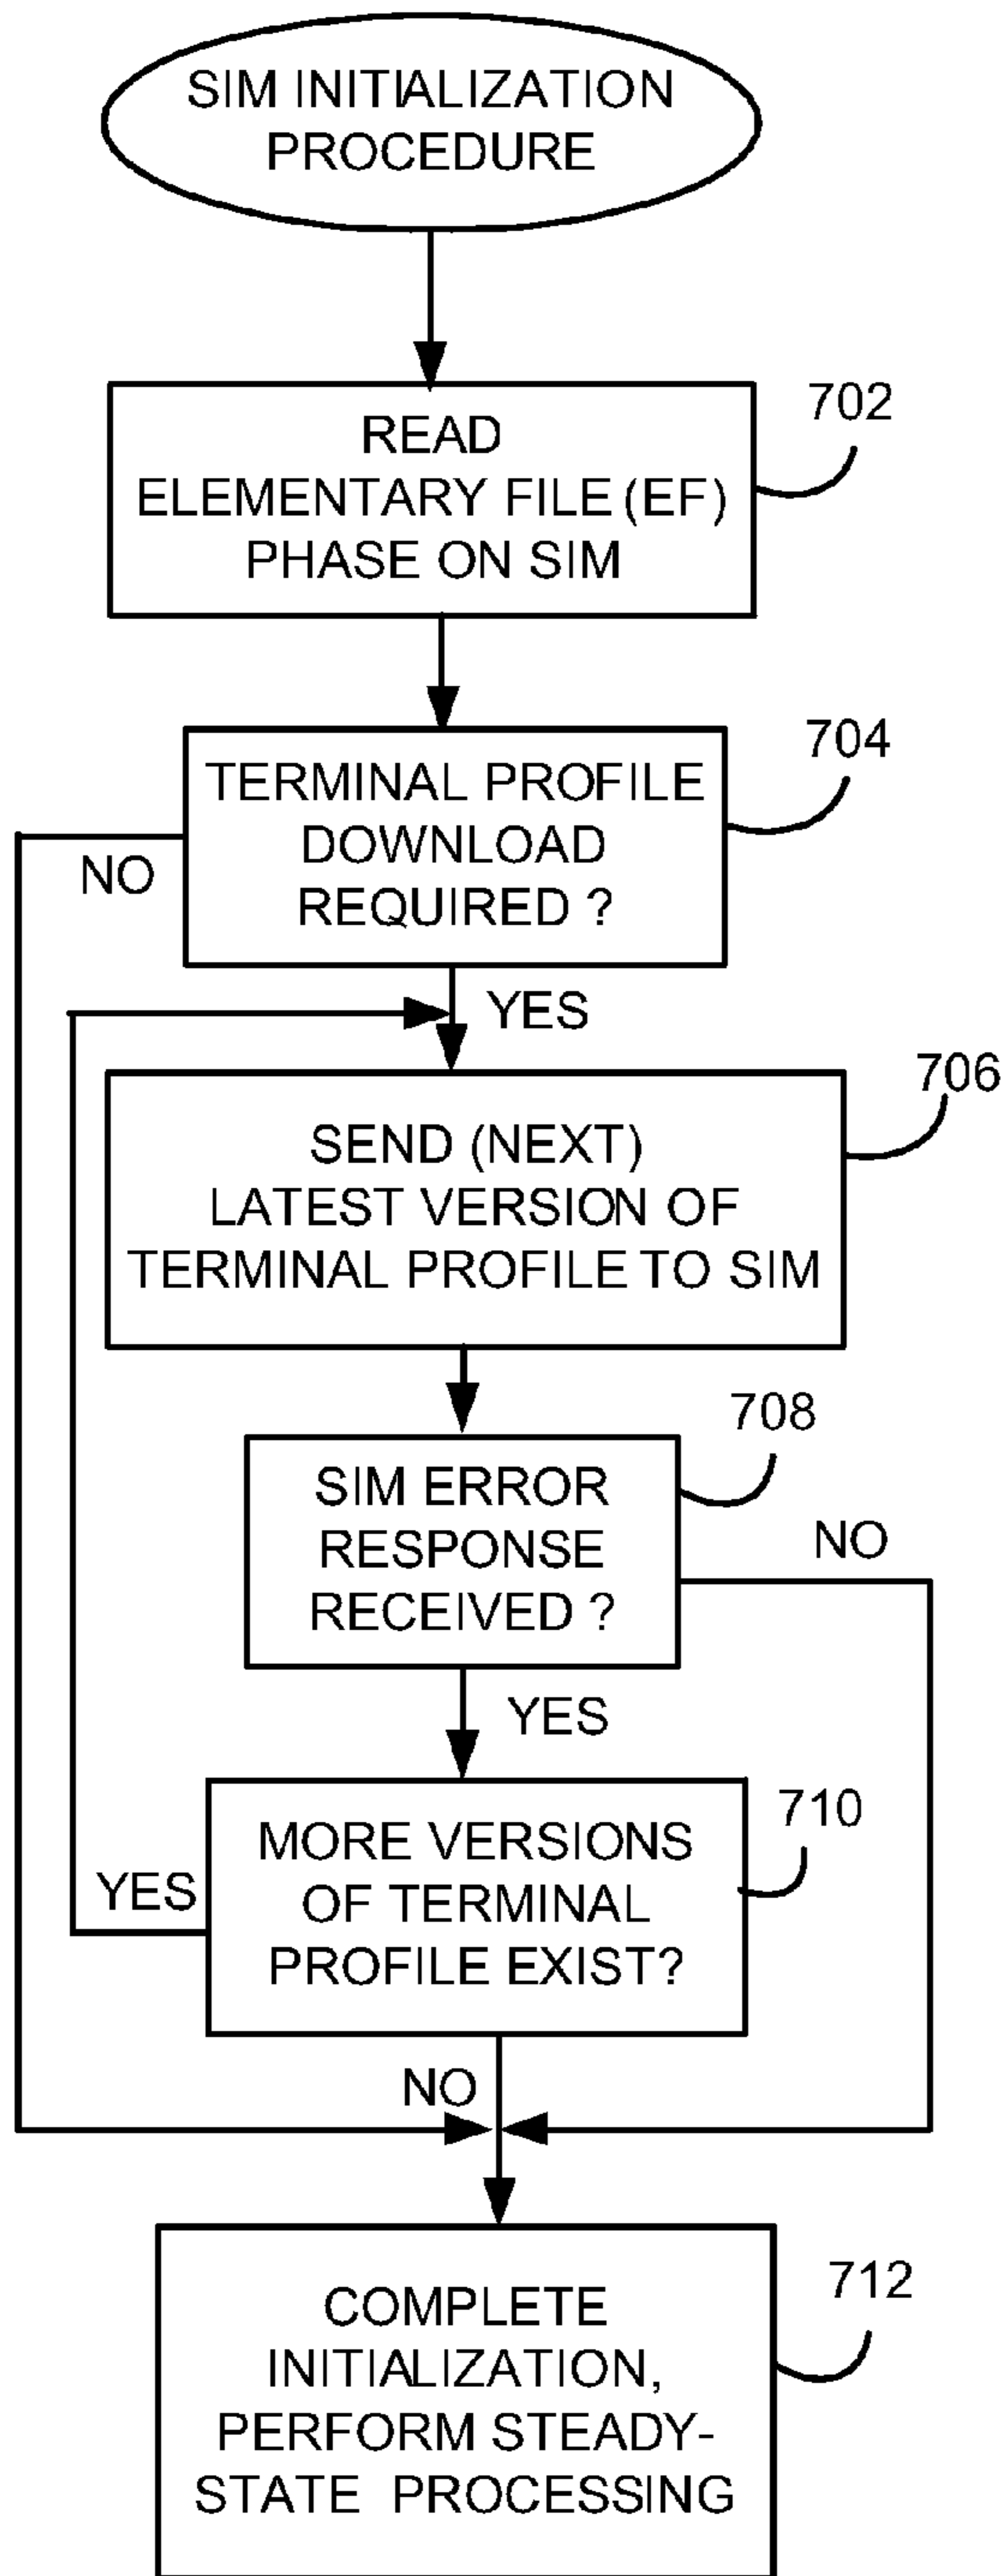 SIM INITIALIZATION
PROCEDURE
702
READ
ELEMENTARY FILE (EF)
PHASE ON SIM
704
TERMINAL PROFILE
DOWNLOAD
REQUIRED ?
NO
YES
706
SEND (NEXT)
LATEST VERSION OF
TERMINAL PROFILE TO SIM
708
SIM ERROR
RESPONSE
RECEIVED ?
NO
YES
710
MORE VERSIONS
OF TERMINAL
PROFILE EXIST?
YES
NO
712
COMPLETE
INITIALIZATION,
PERFORM STEADY-
STATE PROCESSING